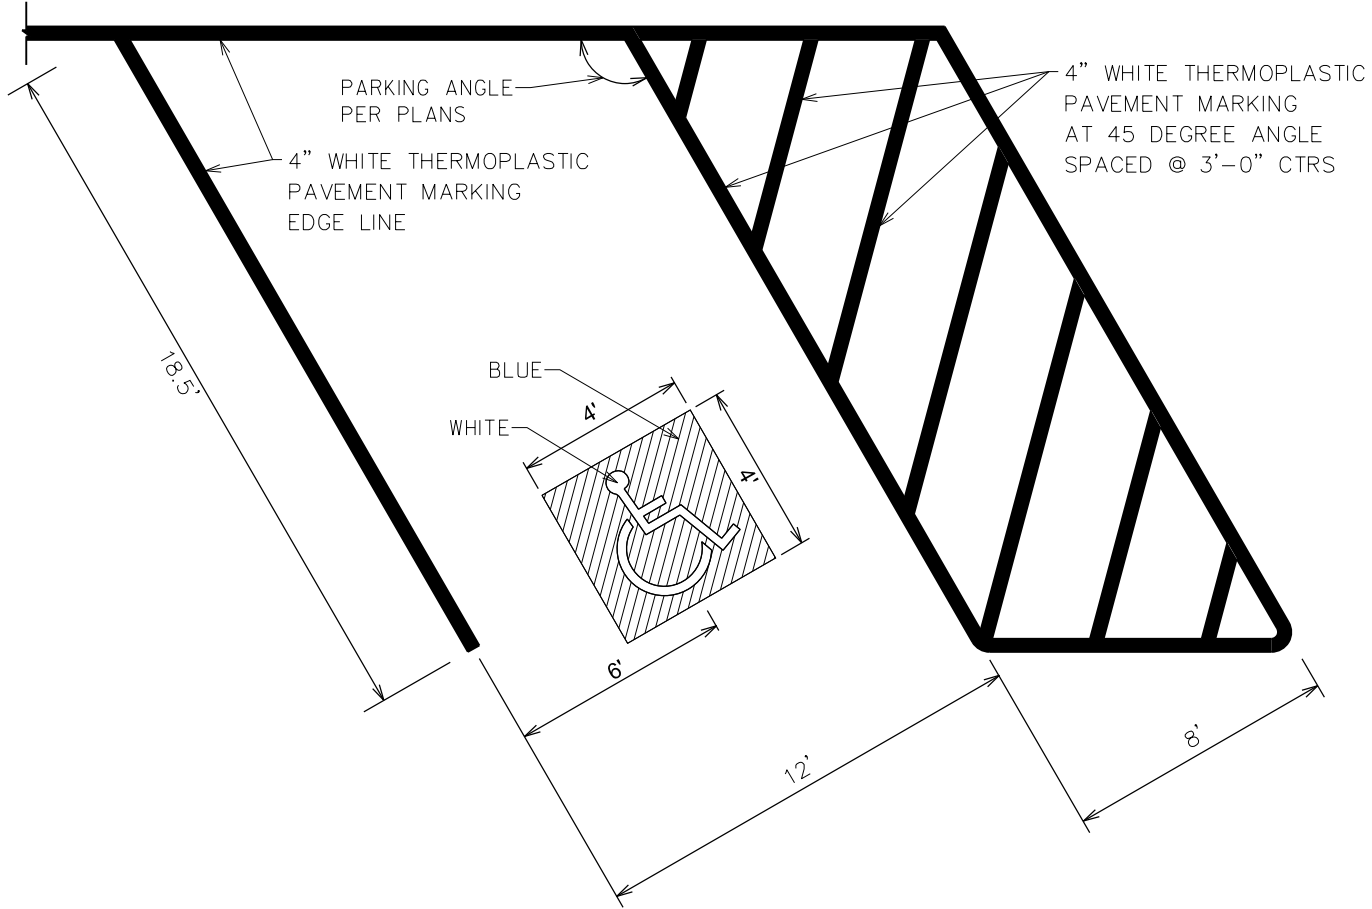 PARKING ANGLE
PER PLANS
4” WHITE THERMOPLASTIC
PAVEMENT MARKING
EDGE LINE
4” WHITE THERMOPLASTIC
PAVEMENT MARKING
AT 45 DEGREE ANGLE
SPACED @ 3’–0” CTRS
18.5’
BLUE
WHITE
4'
4'
6'
12’
8’